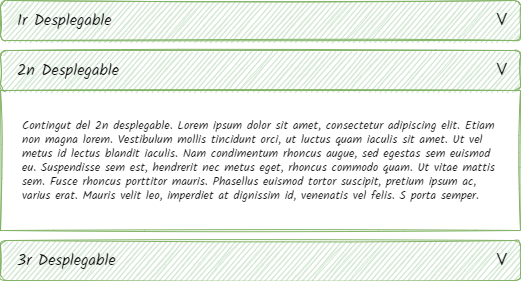 1r Desplegable V
2n Desplegable V
Contingut del 2n desplegable. Lorem ipsum dolor sit amet, consectetur adipiscing elit. Etiam
non magna lorem. Vestibulum mollis tincidunt orci, ut luctus quam iaculis sit amet. Ut vel
metus id lectus blandit iaculis. Nam condimentum rhoncus augue, sed egestas sem euismod
eu. Suspendisse sem est, hendrerit nec metus eget, rhoncus commodo quam. Ut vitae mattis
sem. Fusce rhoncus porttitor mauris. Phasellus euismod tortor suscipit, pretium ipsum ac,
varius erat. Mauris velit leo, imperdiet at dignissim id, venenatis vel felis. S porta semper.
3r Desplegable V